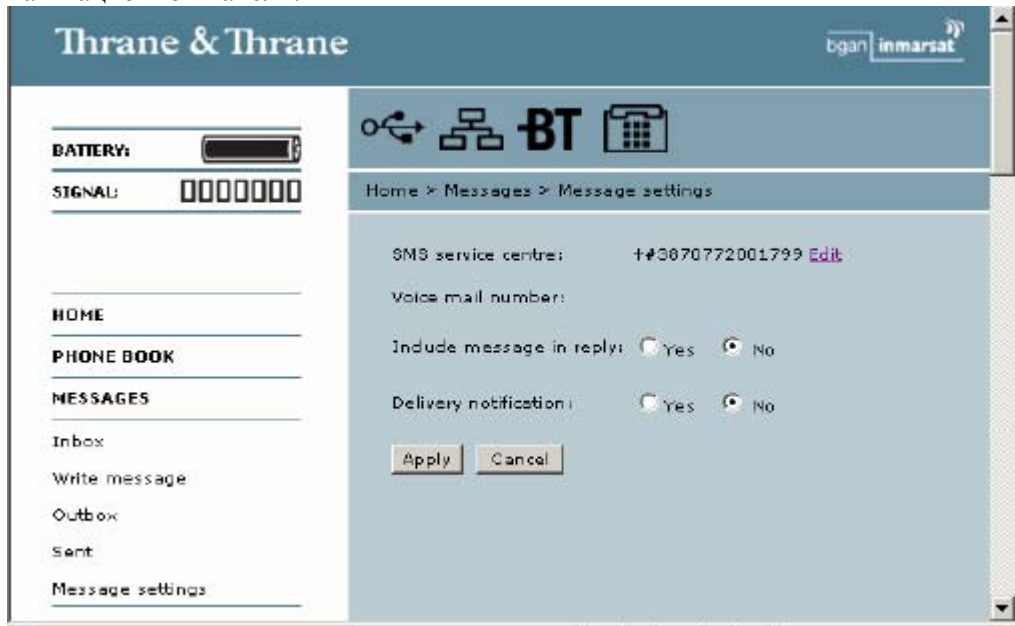 Thrane & Thrane
bgan inmarsat
BATTERY:
SIGNAL:
BT
Home > Messages > Message settings
SMS service centre: +#3870772001799 Edit
Voice mail number:
Include message in reply: Yes No
Delivery notification: Yes No
Apply Cancel
HOME
PHONE BOOK
MESSAGES
Inbox
Write message
Outbox
Sent
Message settings